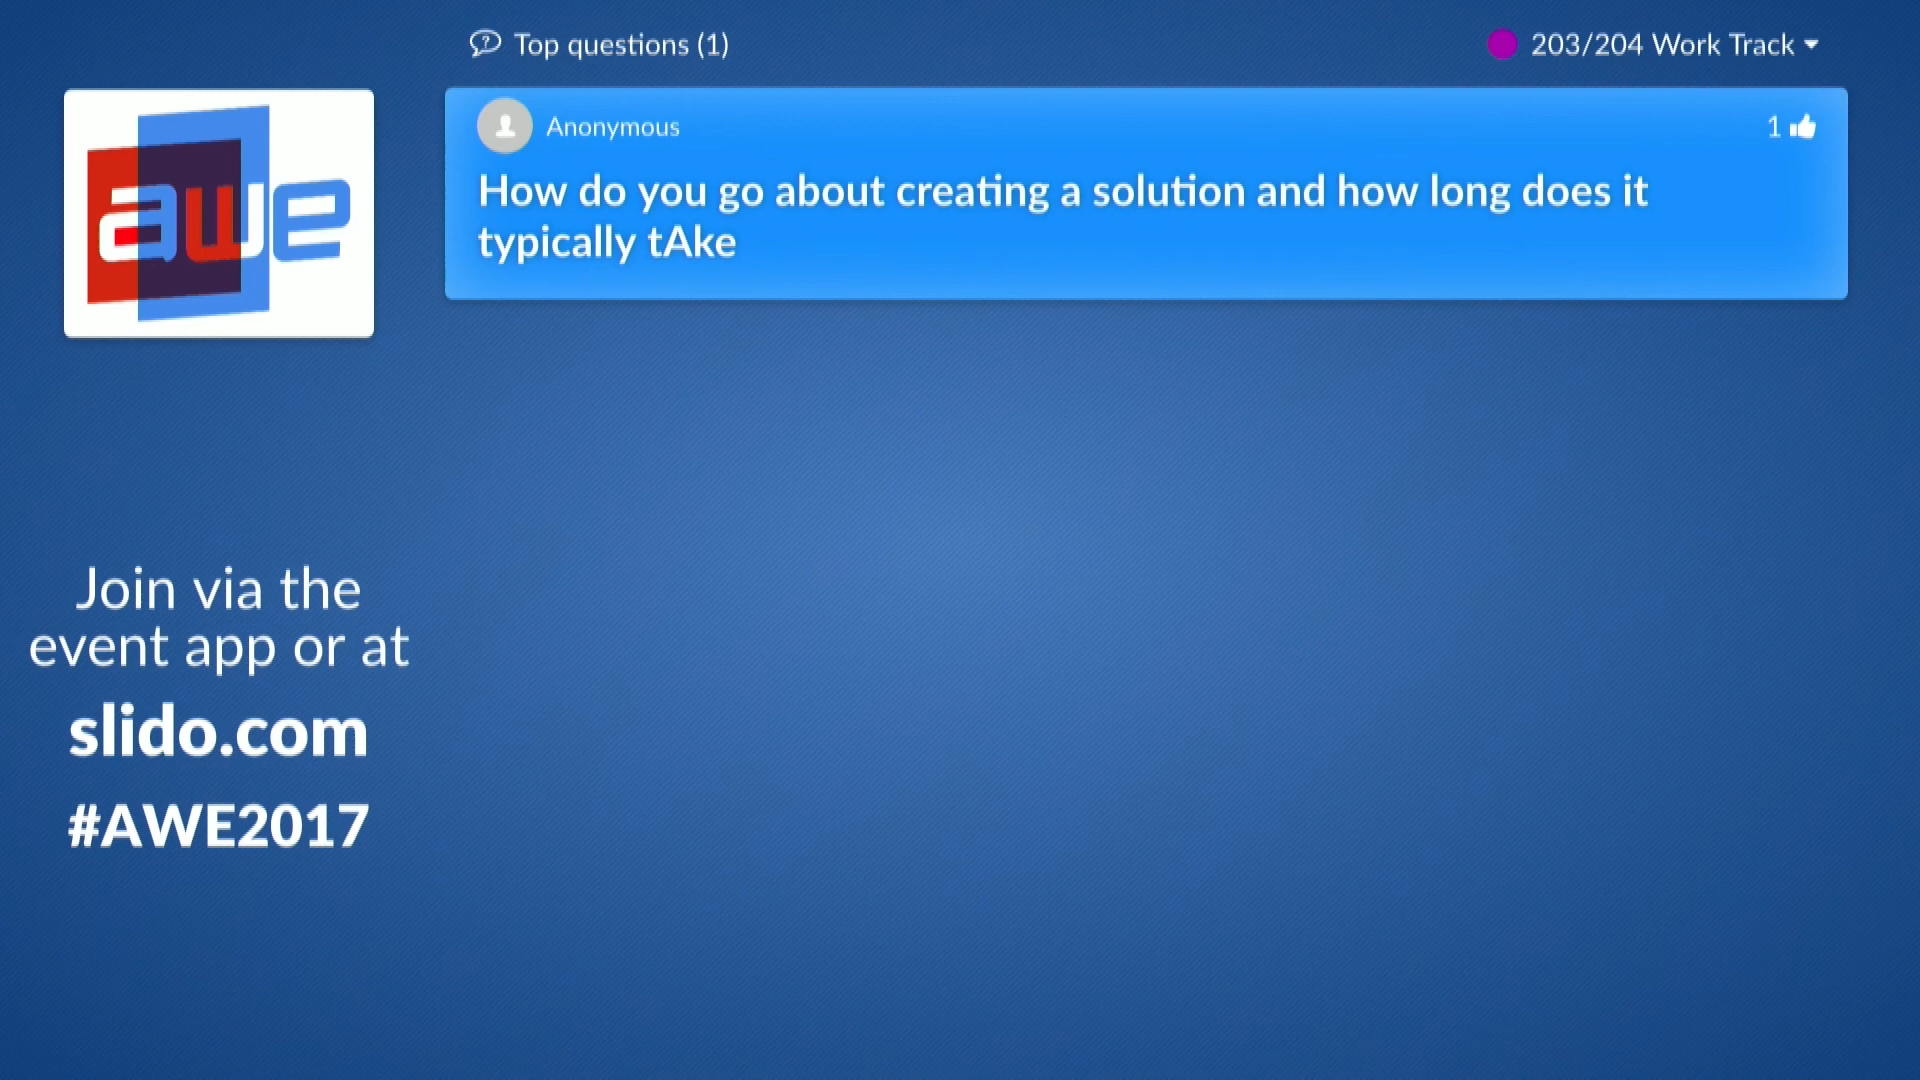 Top questions (1)
203/204 Work Track
awe
Anonymous
1
How do you go about creating a solution and how long does it
typically tAke
Join via the
event app or at
slido.com
#AWE2017